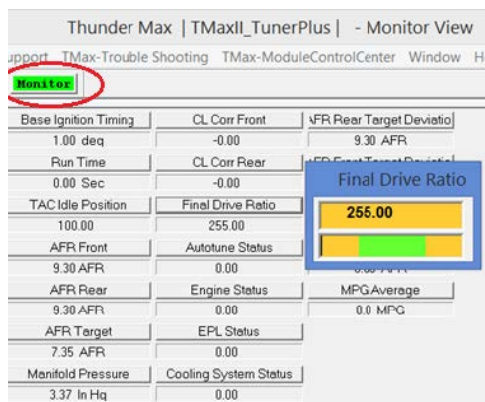 Thunder Max | TMaxII_TunerPlus | - Monitor View
upport TMax-Trouble Shooting TMax-ModuleControlCenter Window H
Monitor
Base Ignition Timing CL Corr Front \FR Rear Target Deviatio
1.00 deg -0.00 9.30 AFR
Run Time CL Corr Rear
0.00 Sec -0.00
Final Drive Ratio
255.00
TAC Idle Position Final Drive Ratio
100.00 255.00
AFR Front Autotune Status
9.30 AFR 0.00
AFR Rear Engine Status MPG Average
9.30 AFR 0.00 0.0 MPG
AFR Target EPL Status
7.35 AFR 0.00
Manifold Pressure Cooling System Status
3.37 In Hg 0.00